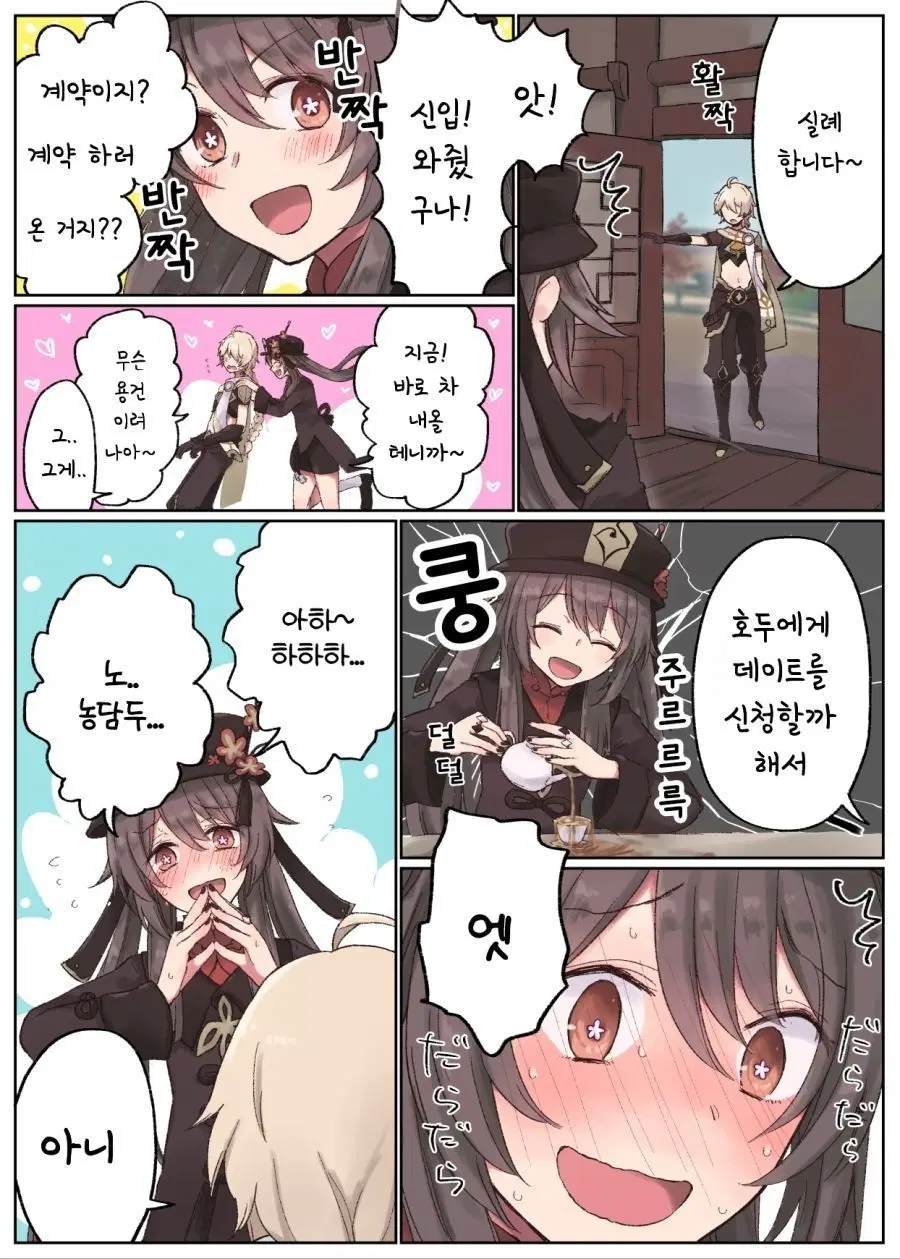 실례
합니다~
활
짝
앗!
신입!
와줬
구나!
반
짝
계약이지?
계약 하러
온 거지??
반
짝
지금!
바로 차
내올
테니까~
무슨
용건
이려
나아~
그..
그게..
호두에게
데이트를
신청할까
해서
쿵
주
르
르
륵
덜
덜
엣
だらだら
だらだら
아하~
하하하...
노..
농담두...
아니